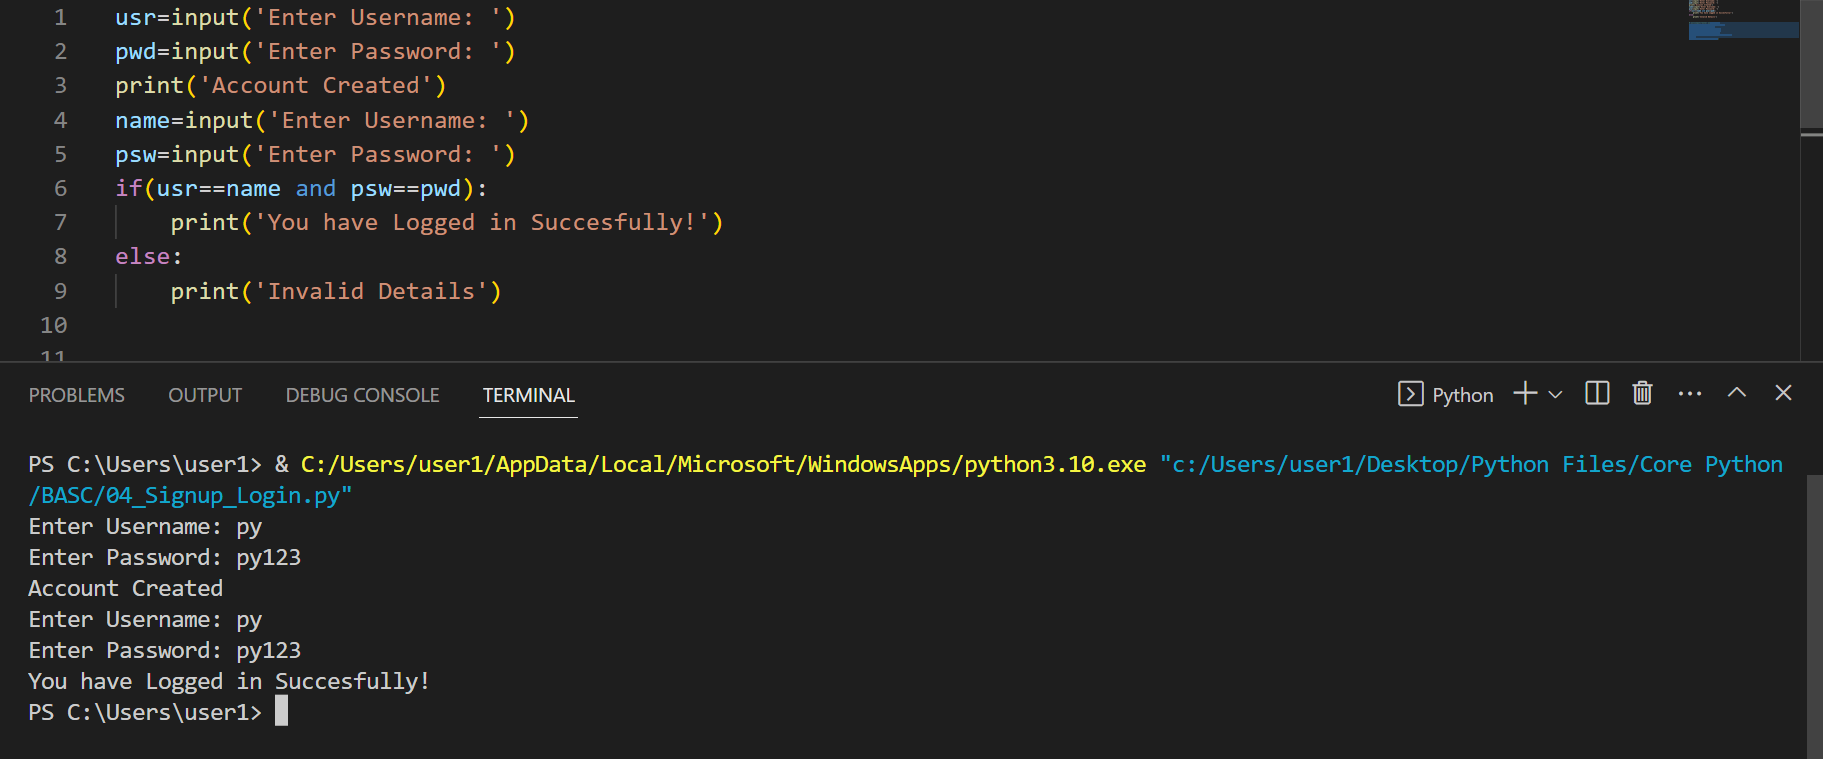 1 usr=input('Enter Username: ')
2 pwd=input('Enter Password: ')
3 print('Account Created')
4 name=input('Enter Username: ')
5 psw=input('Enter Password: ')
6 if(usr==name and psw==pwd):
7 print('You have Logged in Succesfully!')
8 else:
9 print('Invalid Details')
10
11
PROBLEMS OUTPUT DEBUG CONSOLE TERMINAL Python
PS C:\Users\user1> & C:/Users/user1/AppData/Local/Microsoft/WindowsApps/python3.10.exe "c:/Users/user1/Desktop/Python Files/Core Python
/BASC/04_Signup_Login.py"
Enter Username: py
Enter Password: py123
Account Created
Enter Username: py
Enter Password: py123
You have Logged in Succesfully!
PS C:\Users\user1>